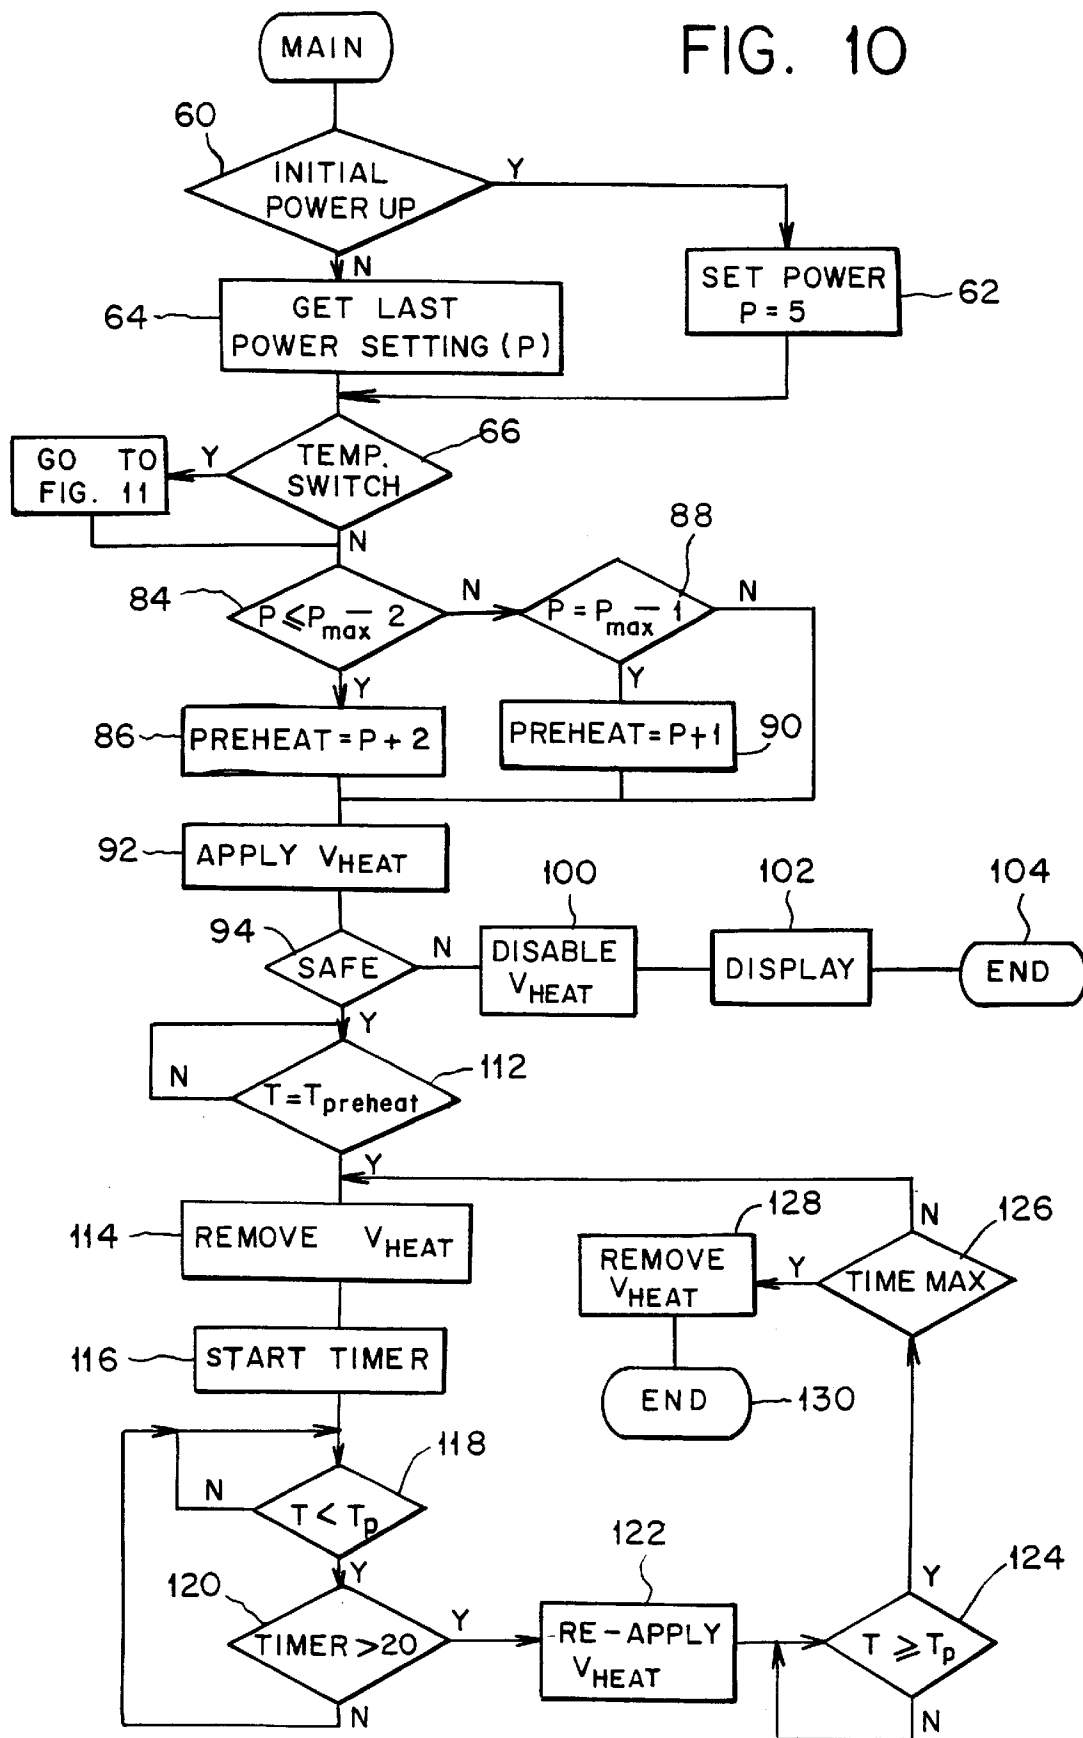 FIG. 10
MAIN
60
INITIAL
POWER UP
Y
N
SET POWER
P = 5
62
64
GET LAST
POWER SETTING (P)
66
TEMP.
SWITCH
Y
GO TO
FIG. 11
N
84
P ≤ Pmax - 2
N
88
P = Pmax - 1
N
Y
Y
86
PREHEAT = P + 2
PREHEAT = P + 1
90
92
APPLY VHEAT
94
SAFE
N
100
DISABLE
VHEAT
102
DISPLAY
104
END
Y
N
T = Tpreheat
112
Y
114
REMOVE VHEAT
128
REMOVE
VHEAT
Y
N
126
TIME MAX
116
START TIMER
END
130
118
N
T < Tp
Y
120
TIMER > 20
Y
N
122
RE-APPLY
VHEAT
124
Y
T ≥ Tp
N